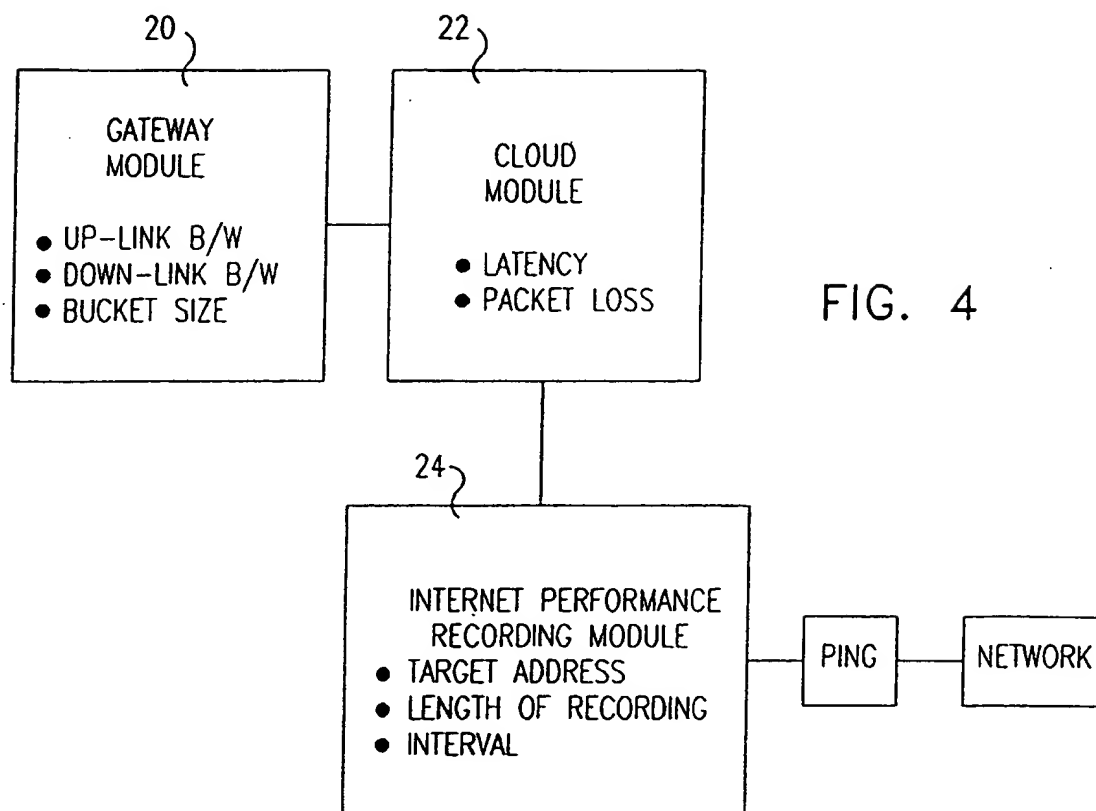 20
GATEWAY
MODULE
● UP-LINK B/W
● DOWN-LINK B/W
● BUCKET SIZE
22
CLOUD
MODULE
● LATENCY
● PACKET LOSS
FIG. 4
24
INTERNET PERFORMANCE
RECORDING MODULE
● TARGET ADDRESS
● LENGTH OF RECORDING
● INTERVAL
PING
NETWORK